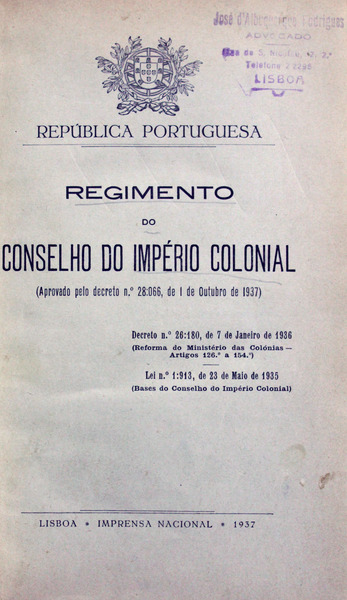 José d'Albuquerque Rodrigues
ADVOGADO
Telefone
LISBOA
REPÚBLICA PORTUGUESA
REGIMENTO
DO
CONSELHO DO IMPÉRIO COLONIAL
(Aprovado pelo decreto n.º 28:066, de 1 de Outubro de 1937)
Decreto n.º 26:180, de 7 de Janeiro de 1936
(Reforma do Ministério das Colónias —
Artigos 126.º a 154.º)
Lei n.º 1:913, de 23 de Maio de 1935
(Bases do Conselho do Império Colonial)
LISBOA * IMPRENSA NACIONAL * 1937